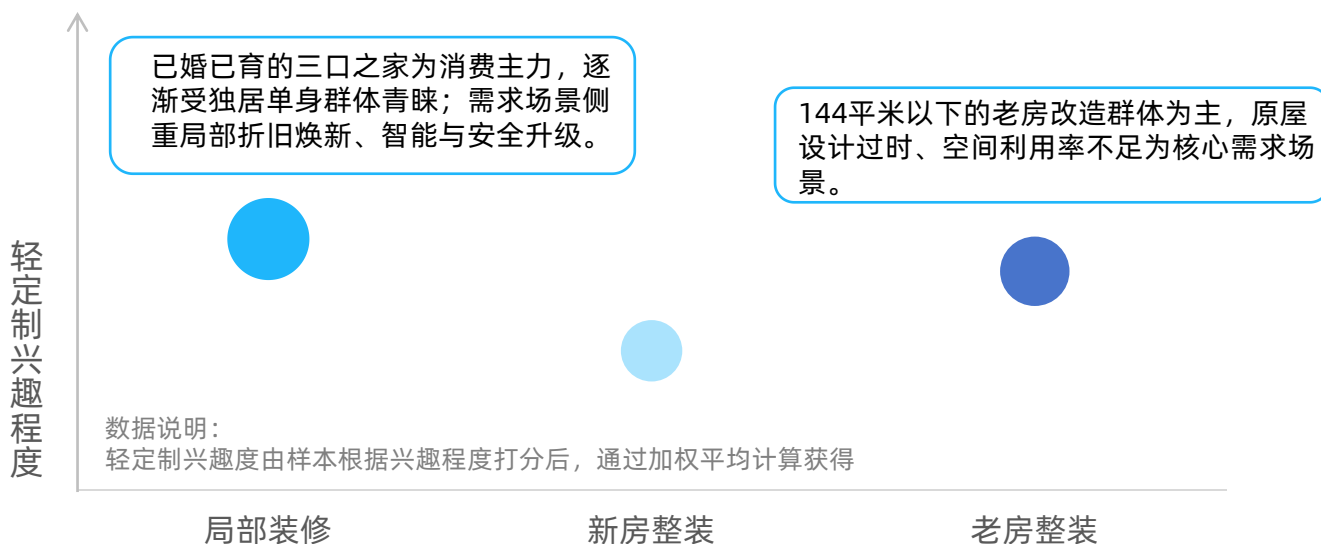 已婚已育的三口之家为消费主力，逐
渐受独居单身群体青睐；需求场景侧
重局部折旧焕新、智能与安全升级。
144平米以下的老房改造群体为主，原屋
设计过时、空间利用率不足为核心需求场
景。
轻定制兴趣程度
数据说明：
轻定制兴趣度由样本根据兴趣程度打分后，通过加权平均计算获得
局部装修
新房整装
老房整装